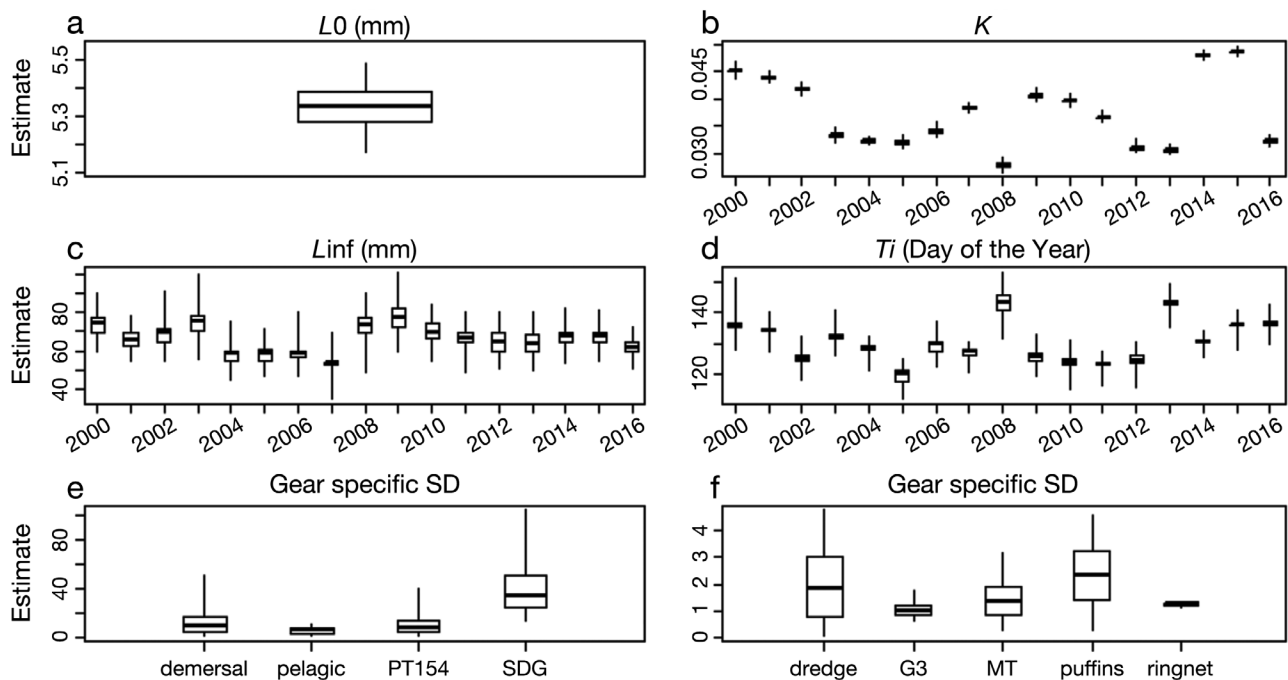 a
L0 (mm)
Estimate
5.5
5.3
5.1
b
K
0.045
0.030
2000 2002 2004 2006 2008 2010 2012 2014 2016
c
Linf (mm)
Estimate
80
60
40
2000 2002 2004 2006 2008 2010 2012 2014 2016
d
Ti (Day of the Year)
140
120
2000 2002 2004 2006 2008 2010 2012 2014 2016
e
Gear specific SD
Estimate
80
40
0
demersal pelagic PT154 SDG
f
Gear specific SD
4
3
2
1
0
dredge G3 MT puffins ringnet